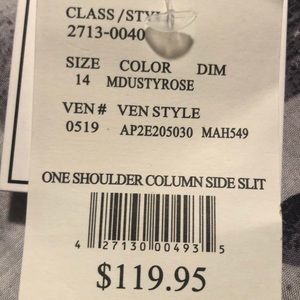 CLASS/STYLE
2713-0040
SIZE COLOR DIM
14 MDUSTYROSE
VEN# VEN STYLE
0519 AP2E205030 MAH549
ONE SHOULDER COLUMN SIDE SLIT
4 27130 00493 5
$119.95